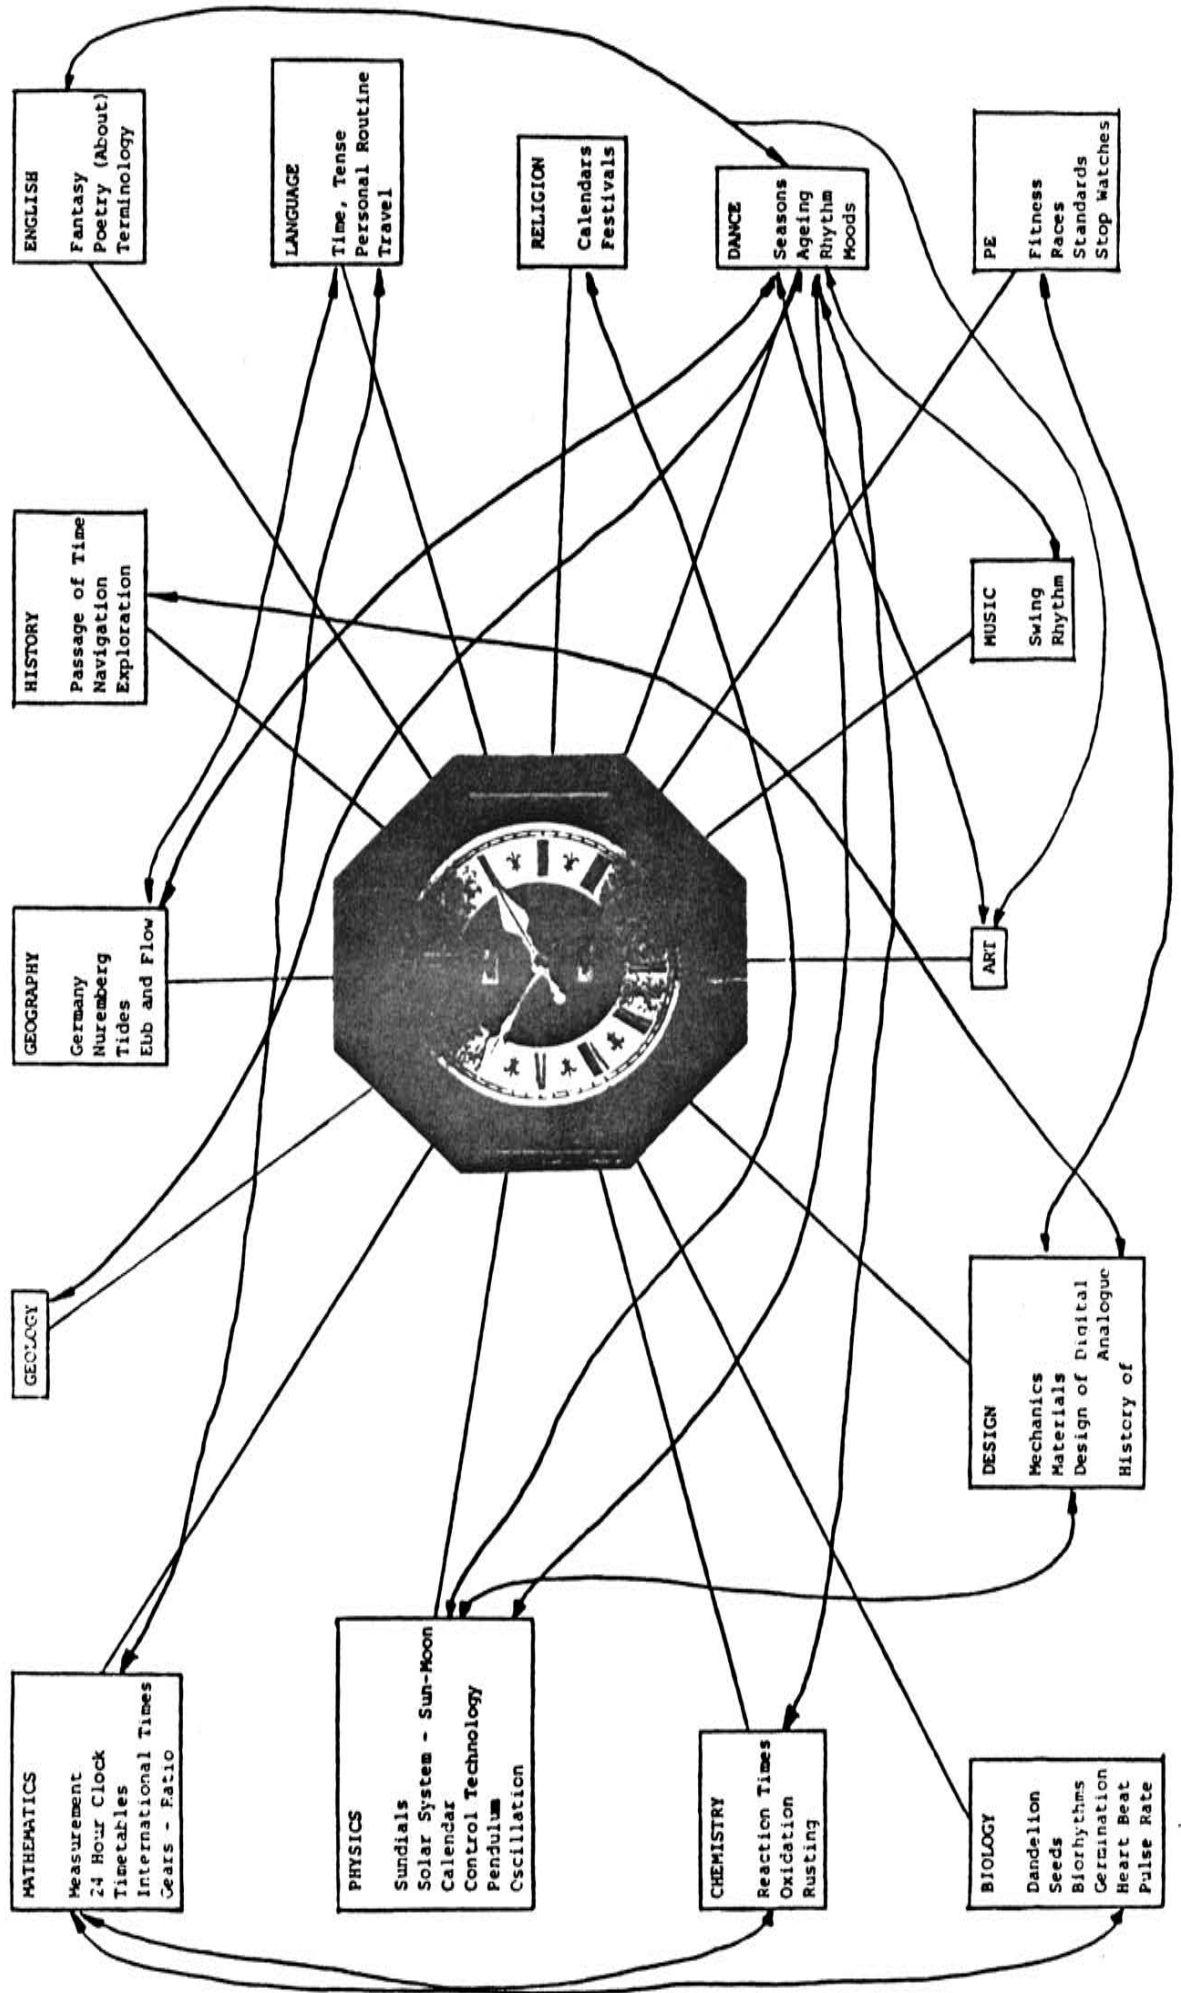 MATHEMATICS
Measurement
24 Hour Clock
Timetables
International Times
Gears - Ratio
GEOLOGY
GEOGRAPHY
Germany
Nuremberg
Tides
Ebb and Flow
HISTORY
Passage of Time
Navigation
Exploration
ENGLISH
Fantasy
Poetry (About)
Terminology
PHYSICS
Sundials
Solar System - Sun-Moon
Calendar
Control Technology
Pendulum
Oscillation
LANGUAGE
Time, Tense
Personal Routine
Travel
CHEMISTRY
Reaction Times
Oxidation
Rusting
RELIGION
Calendars
Festivals
DANCE
Seasons
Ageing
Rhythm
Moods
BIOLOGY
Dandelion
Seeds
Biorhythms
Germination
Heart Beat
Pulse Rate
DESIGN
Mechanics
Materials
Design of Digital
Analogue
History of
ART
MUSIC
Swing
Rhythm
PE
Fitness
Races
Standards
Stop Watches